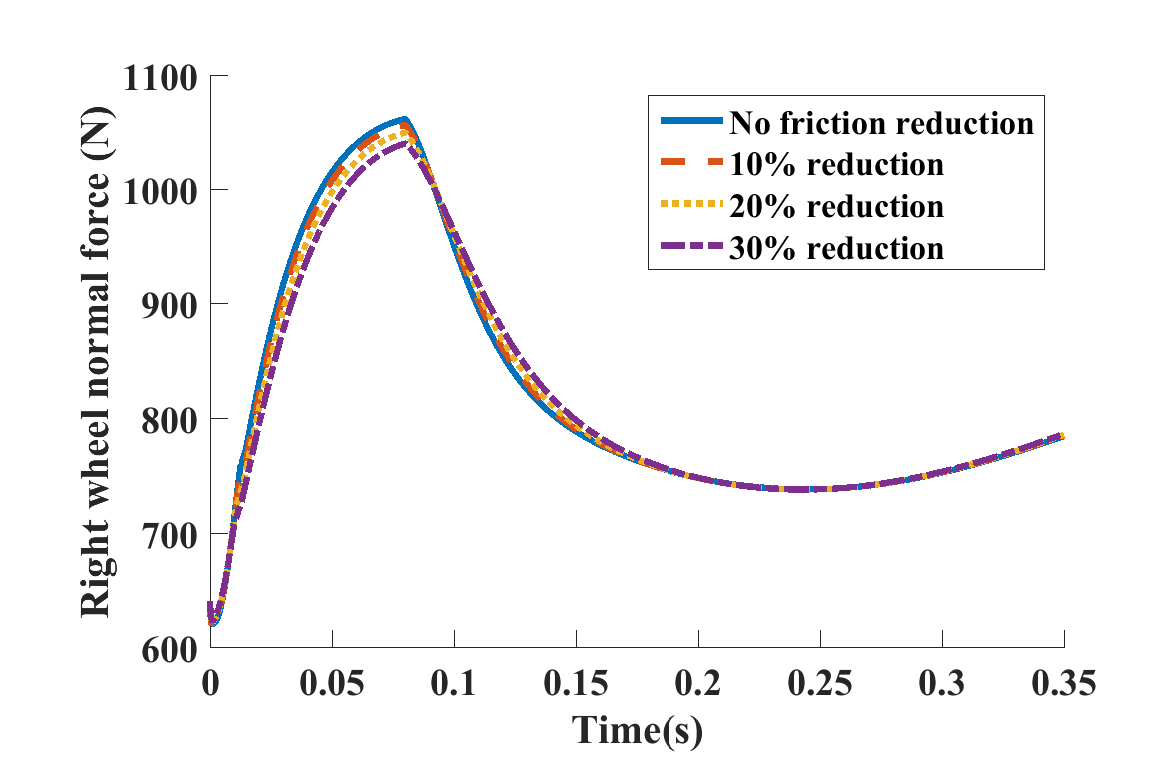 Right wheel normal force (N)
1100
1000
900
800
700
600
No friction reduction
10% reduction
20% reduction
30% reduction
0 0.05 0.1 0.15 0.2 0.25 0.3 0.35
Time(s)